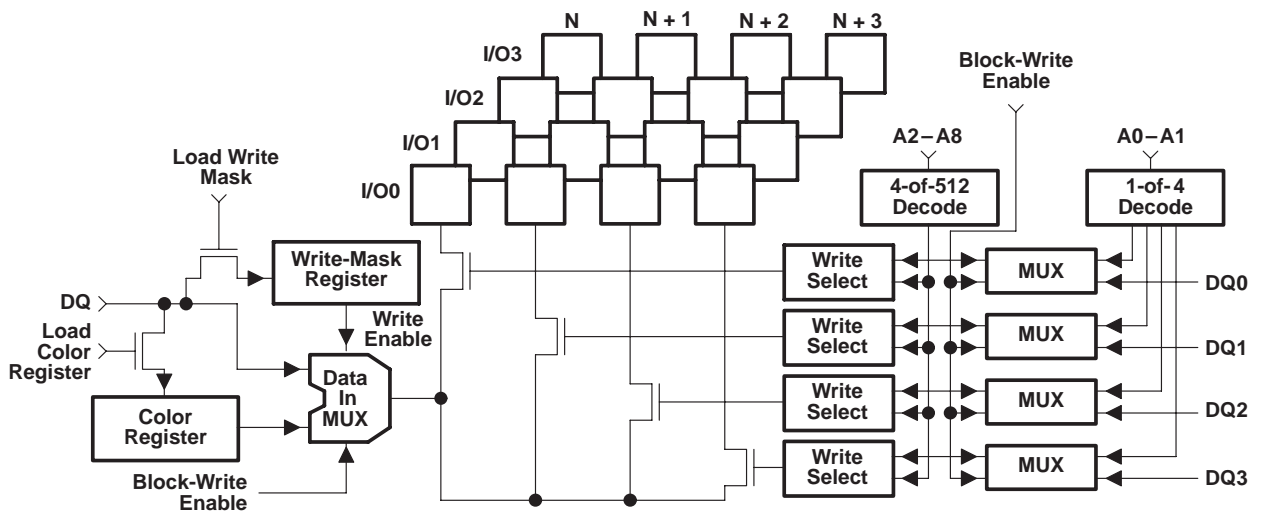 N
N + 1
N + 2
N + 3
I/O3
I/O2
I/O1
I/O0
Block-Write
Enable
A2–A8
A0–A1
4-of-512
Decode
1-of-4
Decode
Load Write
Mask
Write-Mask
Register
DQ
Load
Color
Register
Write
Enable
Data
In
MUX
Color
Register
Block-Write
Enable
Write
Select
MUX
DQ0
Write
Select
MUX
DQ1
Write
Select
MUX
DQ2
Write
Select
MUX
DQ3